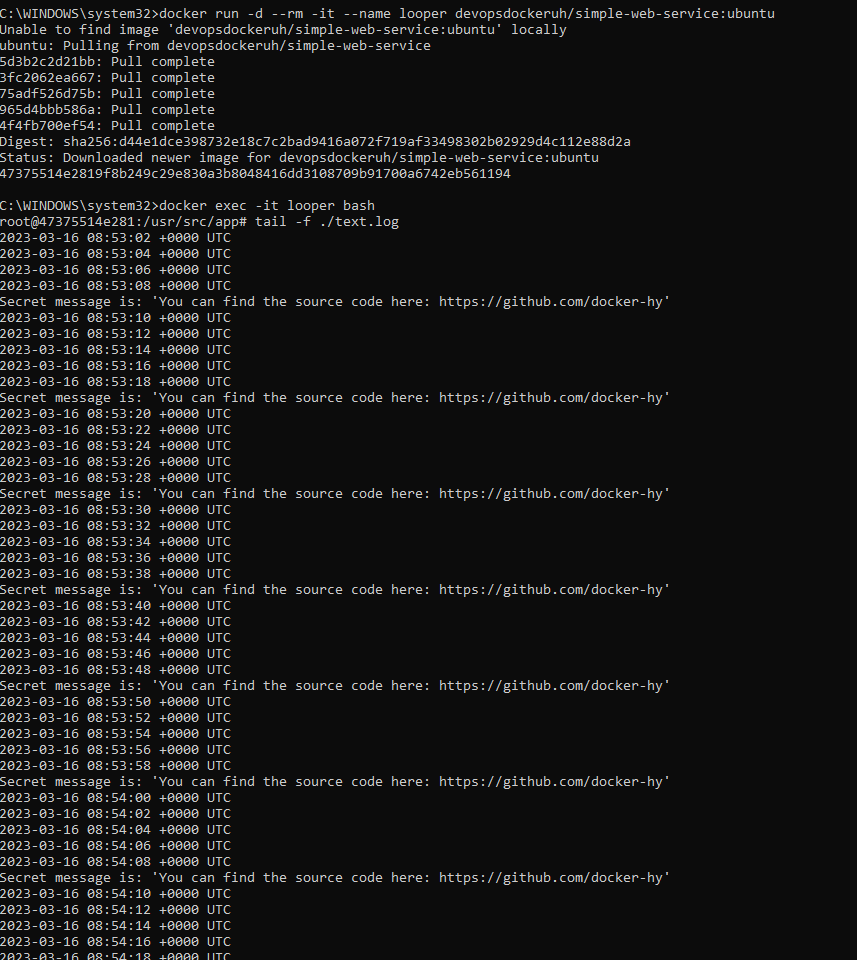 C:\WINDOWS\system32>docker run -d --rm -it --name looper devopsdockeruh/simple-web-service:ubuntu
Unable to find image 'devopsdockeruh/simple-web-service:ubuntu' locally
ubuntu: Pulling from devopsdockeruh/simple-web-service
5d3b2c2d21bb: Pull complete
3fc2062ea667: Pull complete
75adf526d75b: Pull complete
965d4bbb586a: Pull complete
4f4fb700ef54: Pull complete
Digest: sha256:d44e1dce398732e18c7c2bad9416a072f719af33498302b02929d4c112e88d2a
Status: Downloaded newer image for devopsdockeruh/simple-web-service:ubuntu
47375514e2819f8b249c29e830a3b8048416dd3108709b91700a6742eb561194
C:\WINDOWS\system32>docker exec -it looper bash
root@47375514e281:/usr/src/app# tail -f ./text.log
2023-03-16 08:53:02 +0000 UTC
2023-03-16 08:53:04 +0000 UTC
2023-03-16 08:53:06 +0000 UTC
2023-03-16 08:53:08 +0000 UTC
Secret message is: 'You can find the source code here: https://github.com/docker-hy'
2023-03-16 08:53:10 +0000 UTC
2023-03-16 08:53:12 +0000 UTC
2023-03-16 08:53:14 +0000 UTC
2023-03-16 08:53:16 +0000 UTC
2023-03-16 08:53:18 +0000 UTC
Secret message is: 'You can find the source code here: https://github.com/docker-hy'
2023-03-16 08:53:20 +0000 UTC
2023-03-16 08:53:22 +0000 UTC
2023-03-16 08:53:24 +0000 UTC
2023-03-16 08:53:26 +0000 UTC
2023-03-16 08:53:28 +0000 UTC
Secret message is: 'You can find the source code here: https://github.com/docker-hy'
2023-03-16 08:53:30 +0000 UTC
2023-03-16 08:53:32 +0000 UTC
2023-03-16 08:53:34 +0000 UTC
2023-03-16 08:53:36 +0000 UTC
2023-03-16 08:53:38 +0000 UTC
Secret message is: 'You can find the source code here: https://github.com/docker-hy'
2023-03-16 08:53:40 +0000 UTC
2023-03-16 08:53:42 +0000 UTC
2023-03-16 08:53:44 +0000 UTC
2023-03-16 08:53:46 +0000 UTC
2023-03-16 08:53:48 +0000 UTC
Secret message is: 'You can find the source code here: https://github.com/docker-hy'
2023-03-16 08:53:50 +0000 UTC
2023-03-16 08:53:52 +0000 UTC
2023-03-16 08:53:54 +0000 UTC
2023-03-16 08:53:56 +0000 UTC
2023-03-16 08:53:58 +0000 UTC
Secret message is: 'You can find the source code here: https://github.com/docker-hy'
2023-03-16 08:54:00 +0000 UTC
2023-03-16 08:54:02 +0000 UTC
2023-03-16 08:54:04 +0000 UTC
2023-03-16 08:54:06 +0000 UTC
2023-03-16 08:54:08 +0000 UTC
Secret message is: 'You can find the source code here: https://github.com/docker-hy'
2023-03-16 08:54:10 +0000 UTC
2023-03-16 08:54:12 +0000 UTC
2023-03-16 08:54:14 +0000 UTC
2023-03-16 08:54:16 +0000 UTC
2023-03-16 08:54:18 +0000 UTC